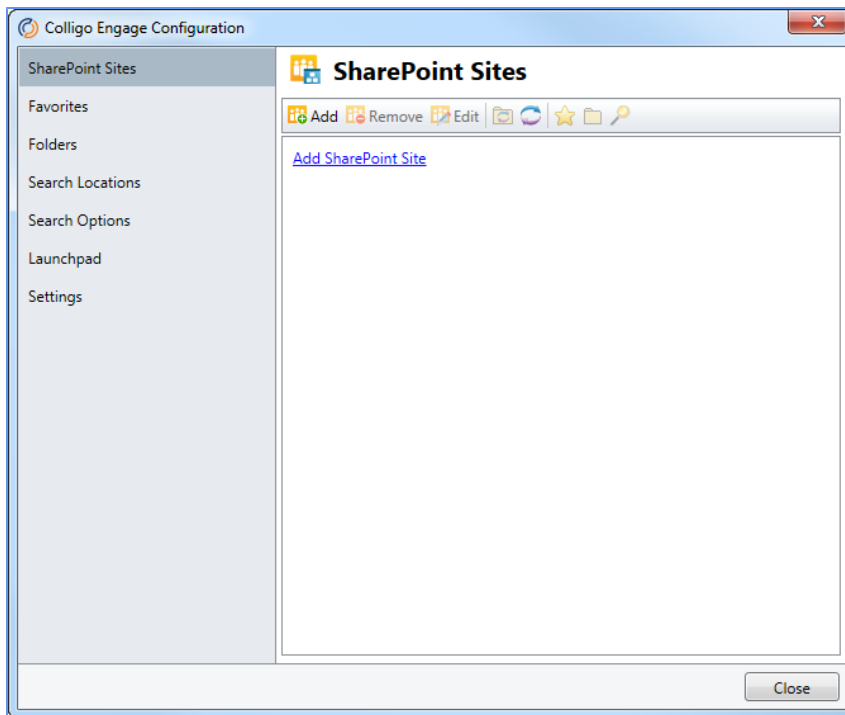 Colligo Engage Configuration
SharePoint Sites
Favorites
Folders
Search Locations
Search Options
Launchpad
Settings
SharePoint Sites
Add Remove Edit
Add SharePoint Site
Close